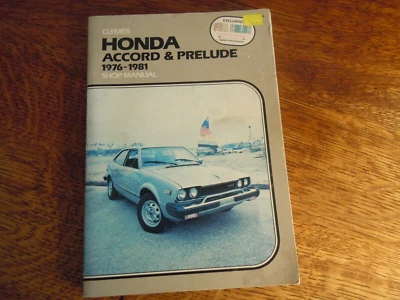 CLYMER
HONDA
ACCORD & PRELUDE
1976-1981
SHOP MANUAL